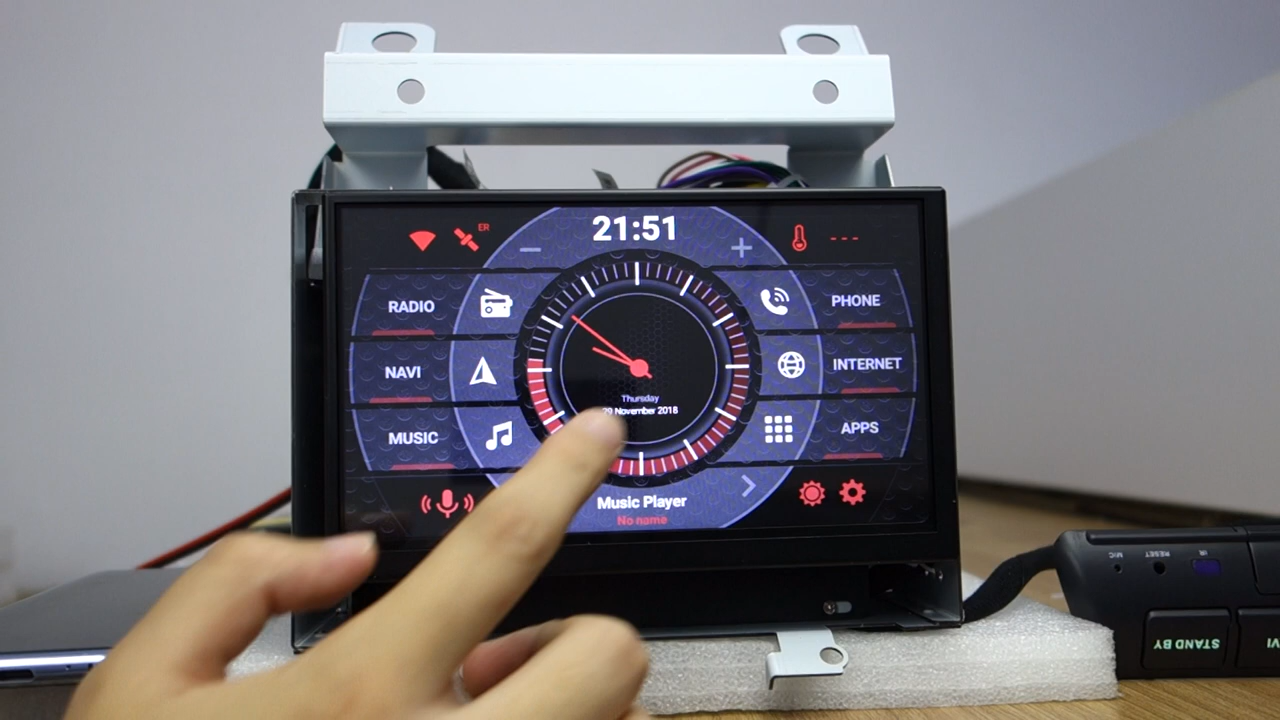 21:51
ER
- - -
RADIO
PHONE
NAVI
INTERNET
Thursday
29 November 2018
MUSIC
APPS
Music Player
No name
MIC
RESET
IR
STAND BY